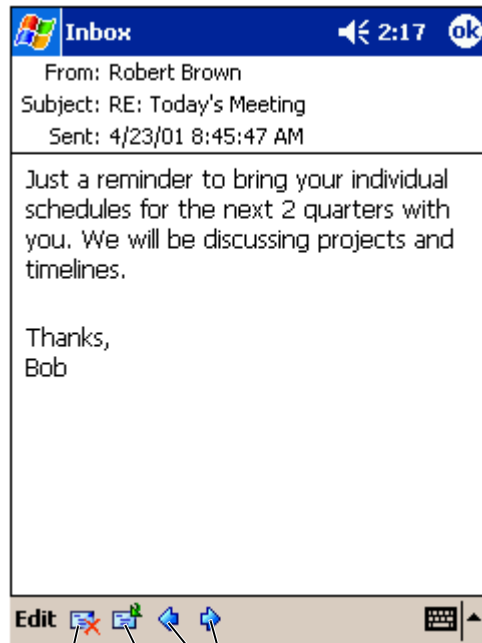 Inbox 2:17 ok
From: Robert Brown
Subject: RE: Today's Meeting
Sent: 4/23/01 8:45:47 AM
Just a reminder to bring your individual
schedules for the next 2 quarters with
you. We will be discussing projects and
timelines.
Thanks,
Bob
Edit